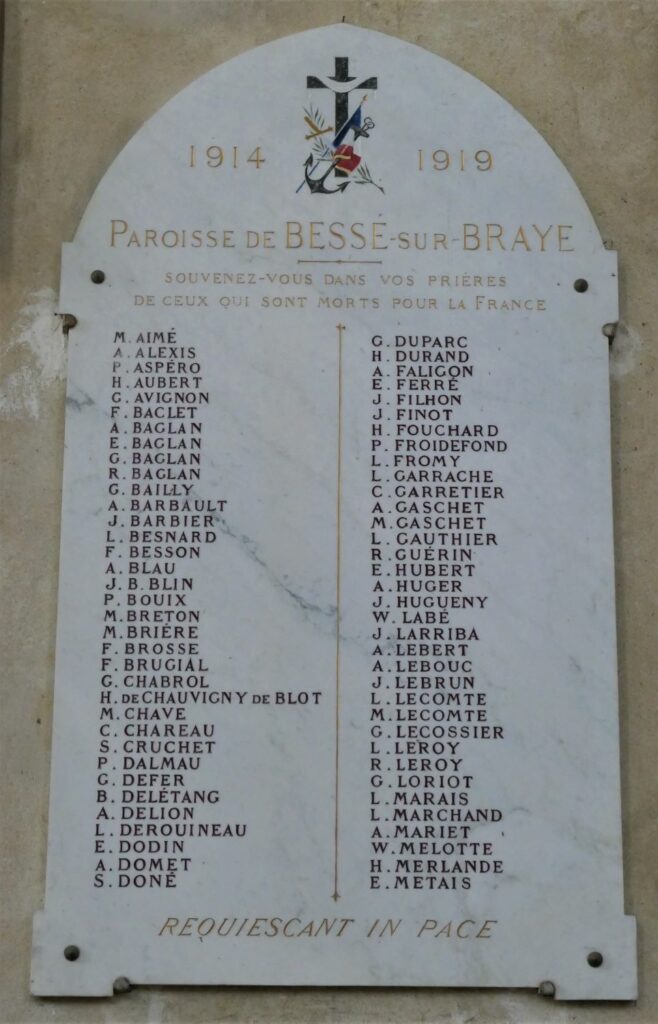 1914 1919
PAROISSE DE BESSÉ-SUR-BRAYE
SOUVENEZ-VOUS DANS VOS PRIÈRES
DE CEUX QUI SONT MORTS POUR LA FRANCE
M. AIMÉ
A. ALEXIS
P. ASPÉRO
H. AUBERT
G. AVIGNON
F. BACLET
A. BAGLAN
E. BAGLAN
G. BAGLAN
R. BAGLAN
G. BAILLY
A. BARBAULT
J. BARBIER
L. BESNARD
F. BESSON
A. BLAU
J. B. BLIN
P. BOUIX
M. BRETON
M. BRIÈRE
F. BROSSE
F. BRUGIAL
G. CHABROL
H. DE CHAUVIGNY DE BLOT
M. CHAVE
C. CHAREAU
S. CRUCHET
P. DALMAU
G. DEFER
B. DELÉTANG
A. DELION
L. DEROUINEAU
E. DODIN
A. DOMET
S. DONÉ
G. DUPARC
H. DURAND
A. FALIGON
E. FERRÉ
J. FILHON
J. FINOT
H. FOUCHARD
P. FROIDEFOND
L. FROMY
L. GARRACHE
C. GARRETIER
A. GASCHET
M. GASCHET
L. GAUTHIER
R. GUÉRIN
E. HUBERT
A. HUGER
J. HUGUENY
W. LABÉ
J. LARRIBA
A. LEBERT
A. LEBOUC
J. LEBRUN
L. LECOMTE
M. LECOMTE
G. LECOSSIER
L. LEROY
R. LEROY
G. LORIOT
L. MARAIS
L. MARCHAND
A. MARIET
W. MELOTTE
H. MERLANDE
E. METAIS
REQUIESCANT IN PACE